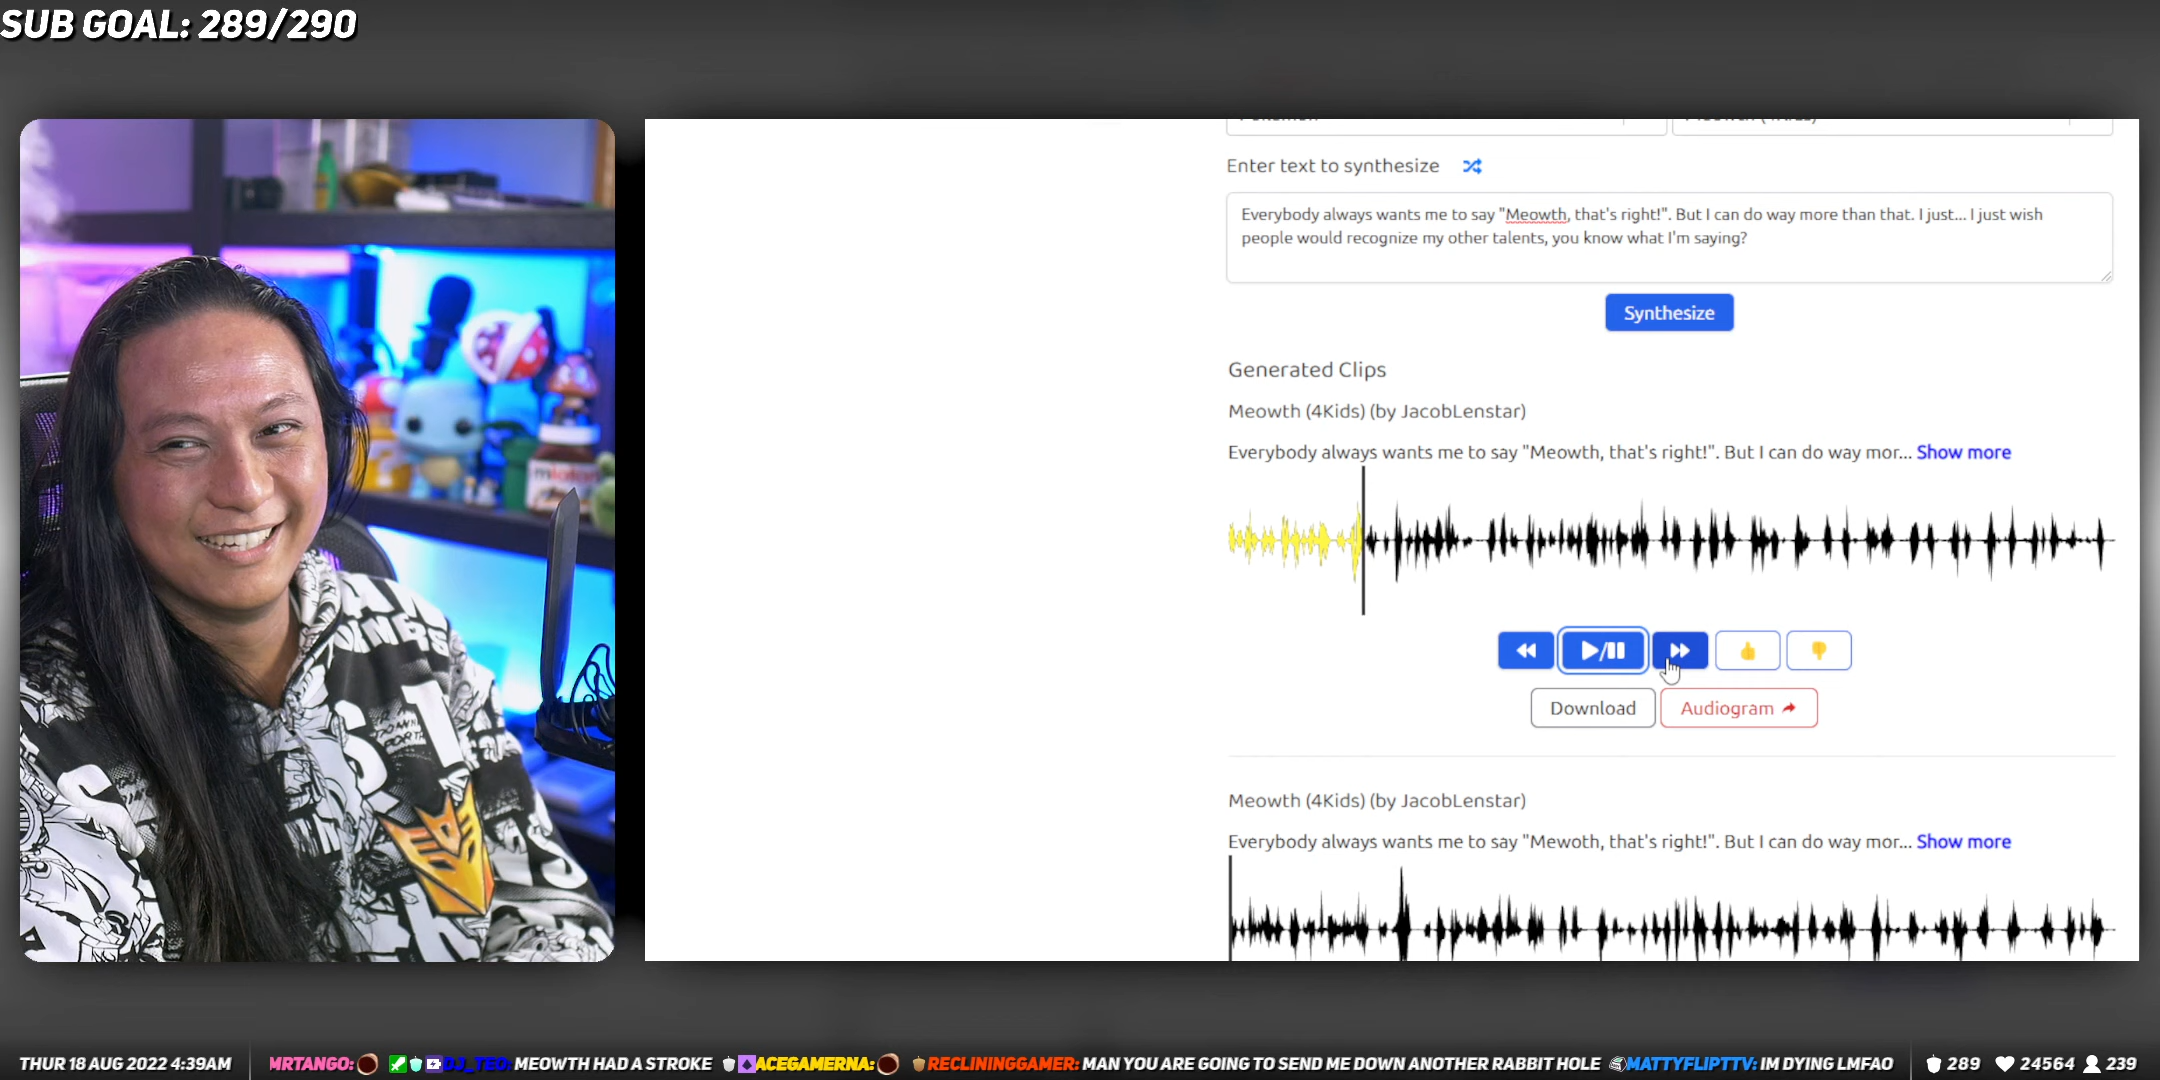 SUB GOAL: 289/290
Enter text to synthesize
Everybody always wants me to say "Meowth, that's right!". But I can do way more than that. I just... I just wish
people would recognize my other talents, you know what I'm saying?
Synthesize
Generated Clips
Meowth (4Kids) (by JacobLenstar)
Everybody always wants me to say "Meowth, that's right!". But I can do way mor... Show more
Download
Audiogram
Meowth (4Kids) (by JacobLenstar)
Everybody always wants me to say "Mewoth, that's right!". But I can do way mor... Show more
THUR 18 AUG 2022 4:39AM MRTANGO: DJ_TEO: MEOWTH HAD A STROKE ACEGAMERNA: RECLININGGAMER: MAN YOU ARE GOING TO SEND ME DOWN ANOTHER RABBIT HOLE MATTYFLIPTTV: IM DYING LMFAO 289 24564 239